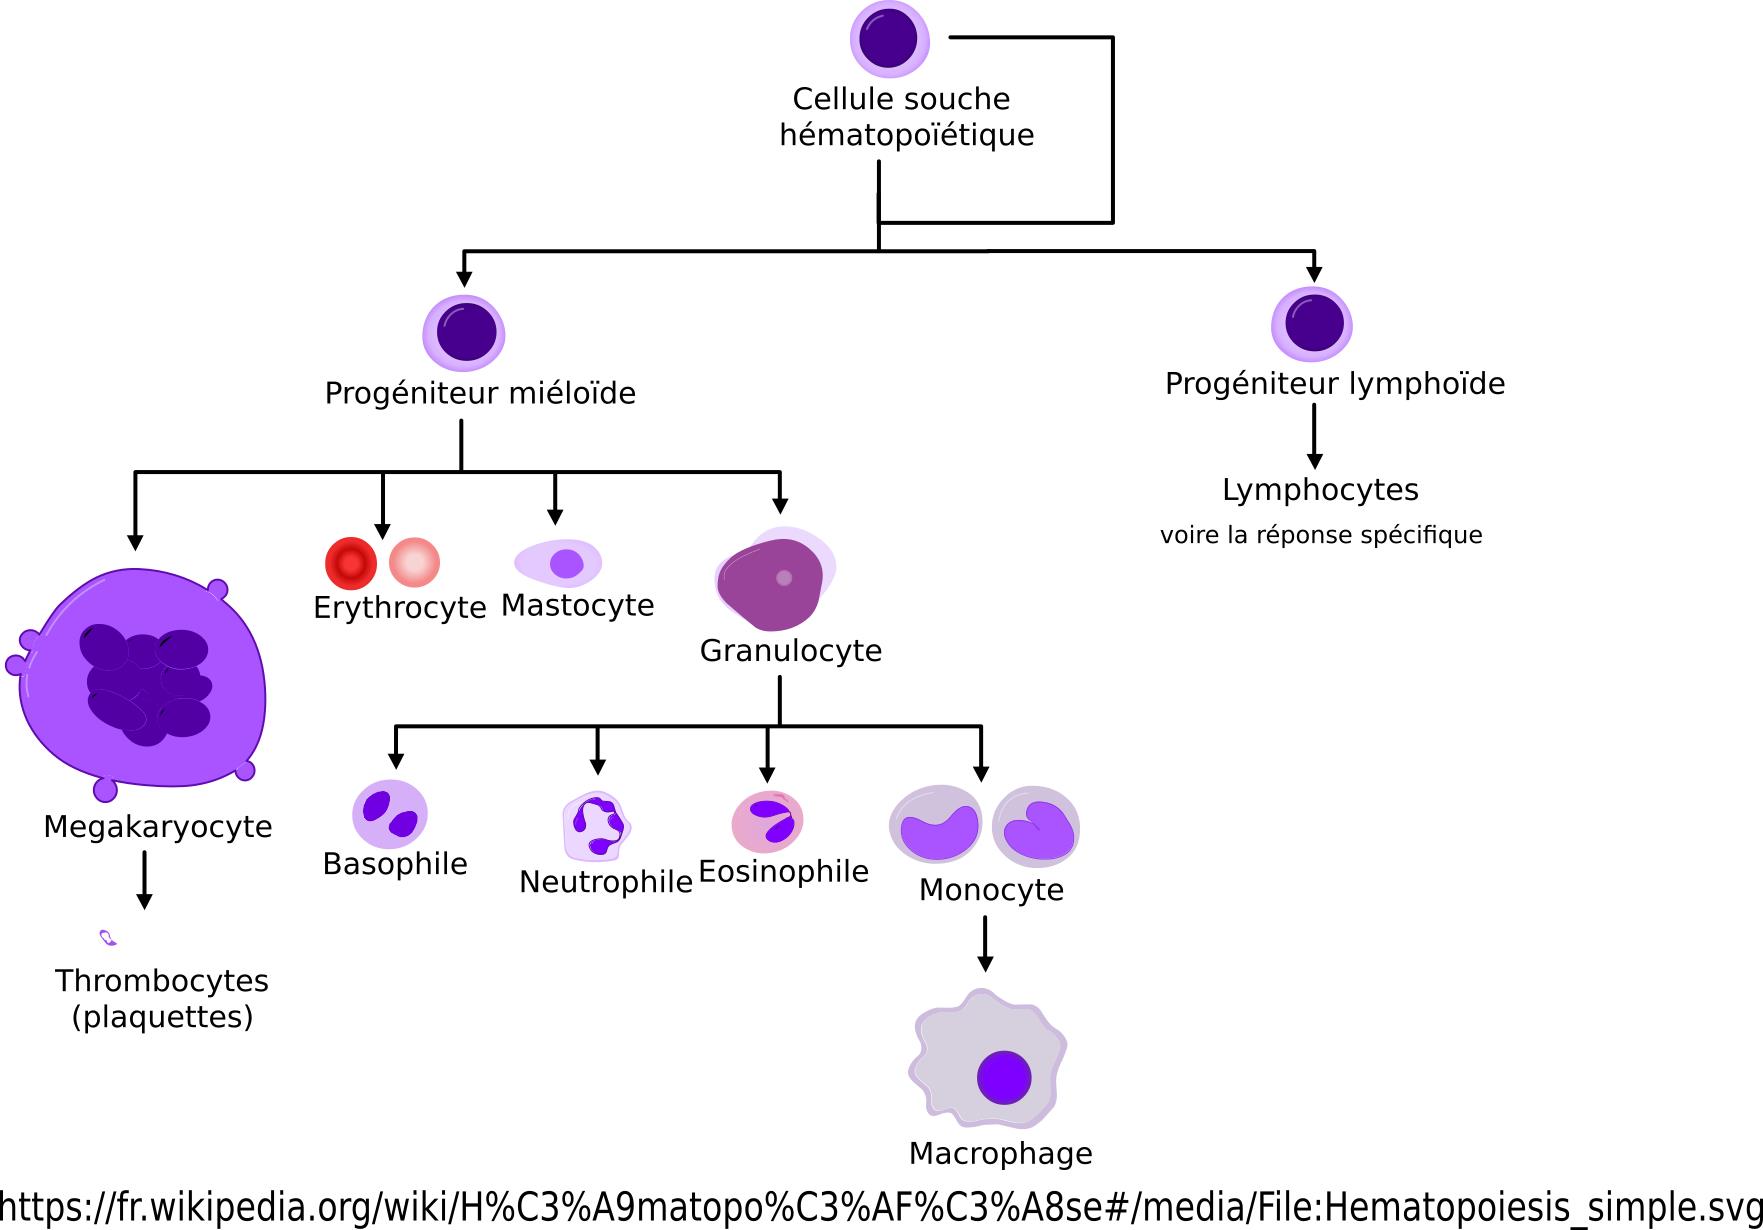 Cellule souche
hématopoïétique
Progéniteur miéloïde
Progéniteur lymphoïde
Lymphocytes
voire la réponse spécifique
Erythrocyte
Mastocyte
Granulocyte
Megakaryocyte
Basophile
Neutrophile
Eosinophile
Monocyte
Thrombocytes
(plaquettes)
Macrophage
https://fr.wikipedia.org/wiki/H%C3%A9matopo%C3%AF%C3%A8se#/media/File:Hematopoiesis_simple.svg